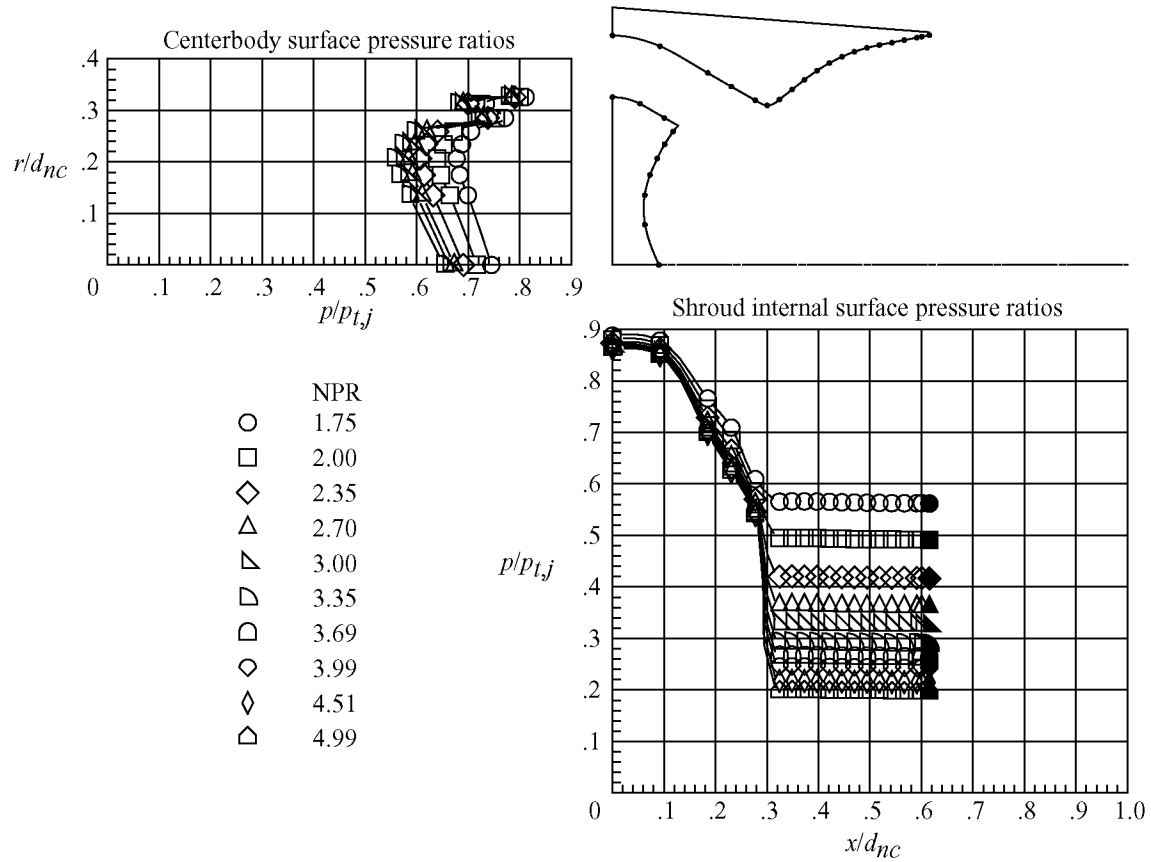 Centerbody surface pressure ratios
.4
.3
.2
.1
r/d_nc
0 .1 .2 .3 .4 .5 .6 .7 .8 .9
p/p_t,j
NPR
1.75
2.00
2.35
2.70
3.00
3.35
3.69
3.99
4.51
4.99
Shroud internal surface pressure ratios
.9
.8
.7
.6
.5
.4
.3
.2
.1
p/p_t,j
0 .1 .2 .3 .4 .5 .6 .7 .8 .9 1.0
x/d_nc